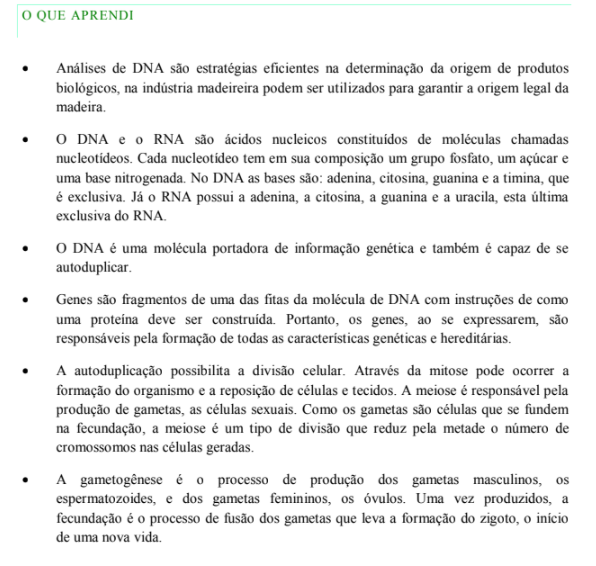 O QUE APRENDI
• Análises de DNA são estratégias eficientes na determinação da origem de produtos
biológicos, na indústria madeireira podem ser utilizados para garantir a origem legal da
madeira.
• O DNA e o RNA são ácidos nucleicos constituídos de moléculas chamadas
nucleotídeos. Cada nucleotídeo tem em sua composição um grupo fosfato, um açúcar e
uma base nitrogenada. No DNA as bases são: adenina, citosina, guanina e a timina, que
é exclusiva. Já o RNA possui a adenina, a citosina, a guanina e a uracila, esta última
exclusiva do RNA.
• O DNA é uma molécula portadora de informação genética e também é capaz de se
autoduplicar.
• Genes são fragmentos de uma das fitas da molécula de DNA com instruções de como
uma proteína deve ser construída. Portanto, os genes, ao se expressarem, são
responsáveis pela formação de todas as características genéticas e hereditárias.
• A autoduplicação possibilita a divisão celular. Através da mitose pode ocorrer a
formação do organismo e a reposição de células e tecidos. A meiose é responsável pela
produção de gametas, as células sexuais. Como os gametas são células que se fundem
na fecundação, a meiose é um tipo de divisão que reduz pela metade o número de
cromossomos nas células geradas.
• A gametogênese é o processo de produção dos gametas masculinos, os
espermatozoides, e dos gametas femininos, os óvulos. Uma vez produzidos, a
fecundação é o processo de fusão dos gametas que leva a formação do zigoto, o início
de uma nova vida.